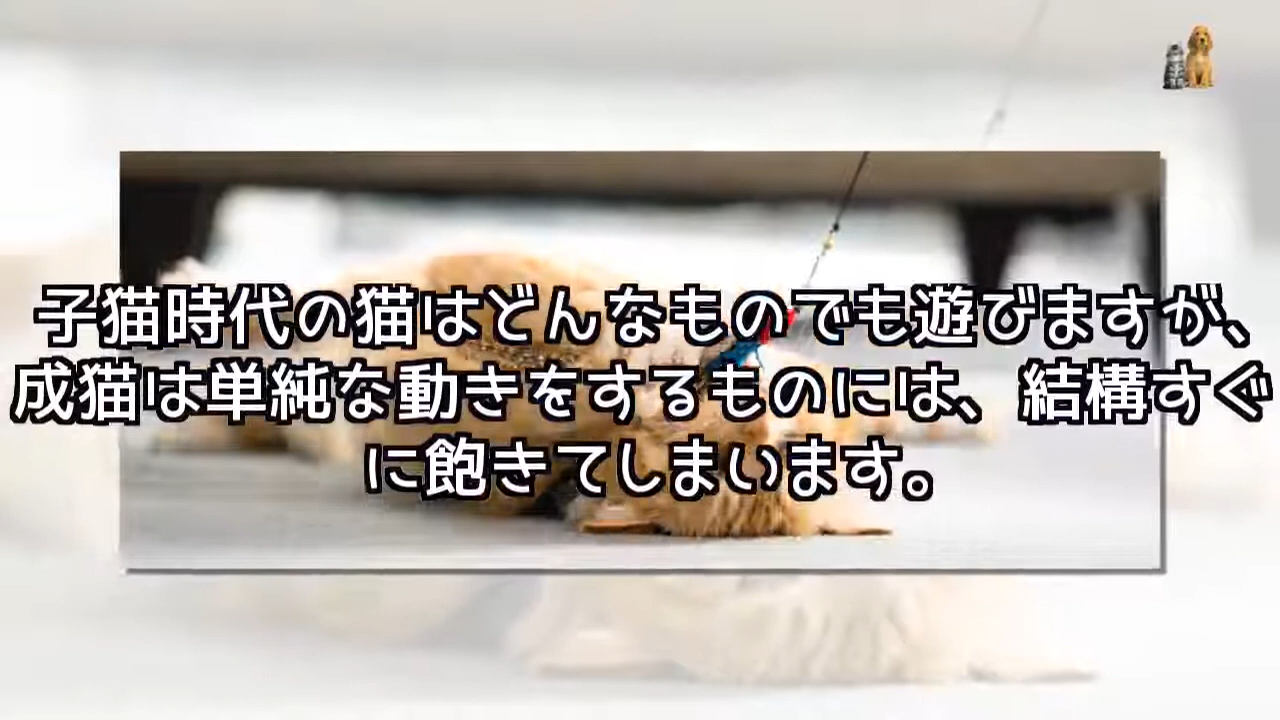 子猫時代の猫はどんなものでも遊びますが、
成猫は単純な動きをするものには、結構すぐ
に飽きてしまいます。